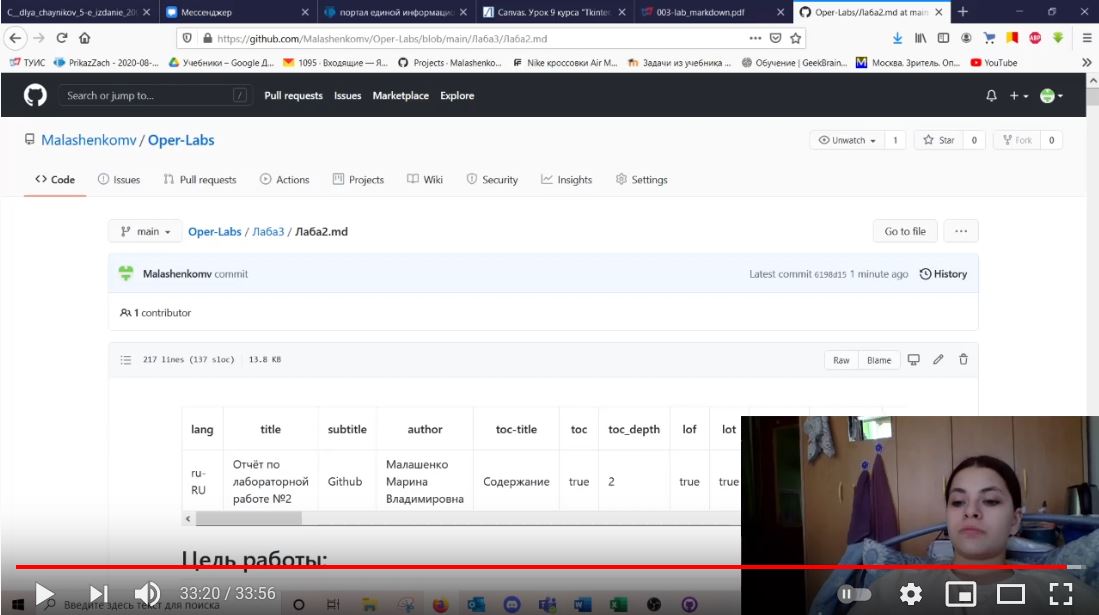 C__dlya_chaynikov_5-e_izdanie_20
Мессенджер
портал единой информацио
Canvas. Урок 9 курса "Tkinter
003-lab_markdown.pdf
Oper-Labs/Лаба2.md at main
https://github.com/Malashenkomv/Oper-Labs/blob/main/Лаба3/Лаба2.md
ТУИС
PrikazZach - 2020-08-...
Учебники – Google Д...
1095 · Входящие — Я...
Projects · Malashenko...
Nike кроссовки Air M...
Задачи из учебника ...
Обучение | GeekBrain...
Москва. Зритель. Оп...
YouTube
Search or jump to...
/
Pull requests
Issues
Marketplace
Explore
Malashenkomv / Oper-Labs
Unwatch
1
Star
0
Fork
0
Code
Issues
Pull requests
Actions
Projects
Wiki
Security
Insights
Settings
main
Oper-Labs / Лаба3 / Лаба2.md
Go to file
Malashenkomv commit
Latest commit 6198d15 1 minute ago
History
1 contributor
217 lines (137 sloc)
13.8 KB
Raw
Blame
lang title subtitle author toc-title toc toc_depth lof lot
ru-RU
Отчёт по лабораторной работе №2
Github
Малашенко Марина Владимировна
Содержание
true
2
true
true
Цель работы:
33:20 / 33:56
Введите здесь текст для поиска